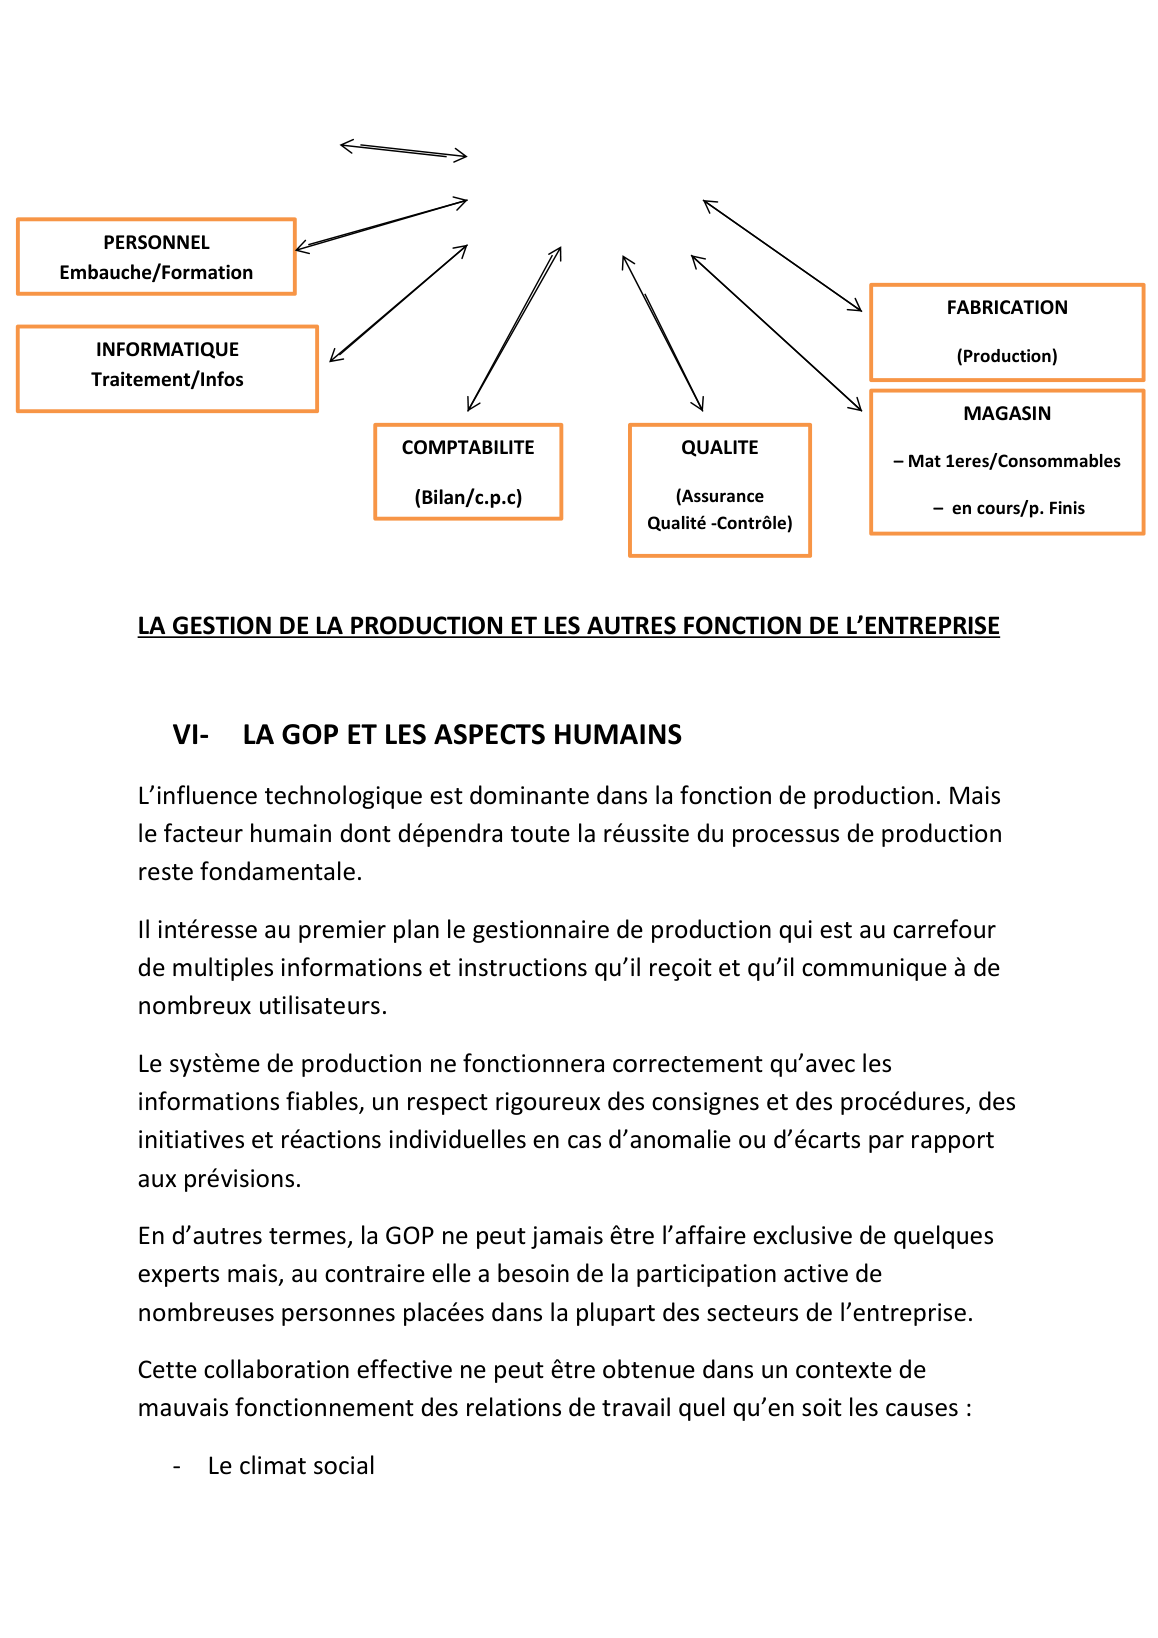 PERSONNEL
Embauche/Formation
INFORMATIQUE
Traitement/Infos
COMPTABILITE
(Bilan/c.p.c)
QUALITE
(Assurance
Qualité -Contrôle)
FABRICATION
(Production)
MAGASIN
– Mat 1eres/Consommables
– en cours/p. Finis
LA GESTION DE LA PRODUCTION ET LES AUTRES FONCTION DE L’ENTREPRISE
VI- LA GOP ET LES ASPECTS HUMAINS
L’influence technologique est dominante dans la fonction de production. Mais
le facteur humain dont dépendra toute la réussite du processus de production
reste fondamentale.
Il intéresse au premier plan le gestionnaire de production qui est au carrefour
de multiples informations et instructions qu’il reçoit et qu’il communique à de
nombreux utilisateurs.
Le système de production ne fonctionnera correctement qu’avec les
informations fiables, un respect rigoureux des consignes et des procédures, des
initiatives et réactions individuelles en cas d’anomalie ou d’écarts par rapport
aux prévisions.
En d’autres termes, la GOP ne peut jamais être l’affaire exclusive de quelques
experts mais, au contraire elle a besoin de la participation active de
nombreuses personnes placées dans la plupart des secteurs de l’entreprise.
Cette collaboration effective ne peut être obtenue dans un contexte de
mauvais fonctionnement des relations de travail quel qu’en soit les causes :
- Le climat social